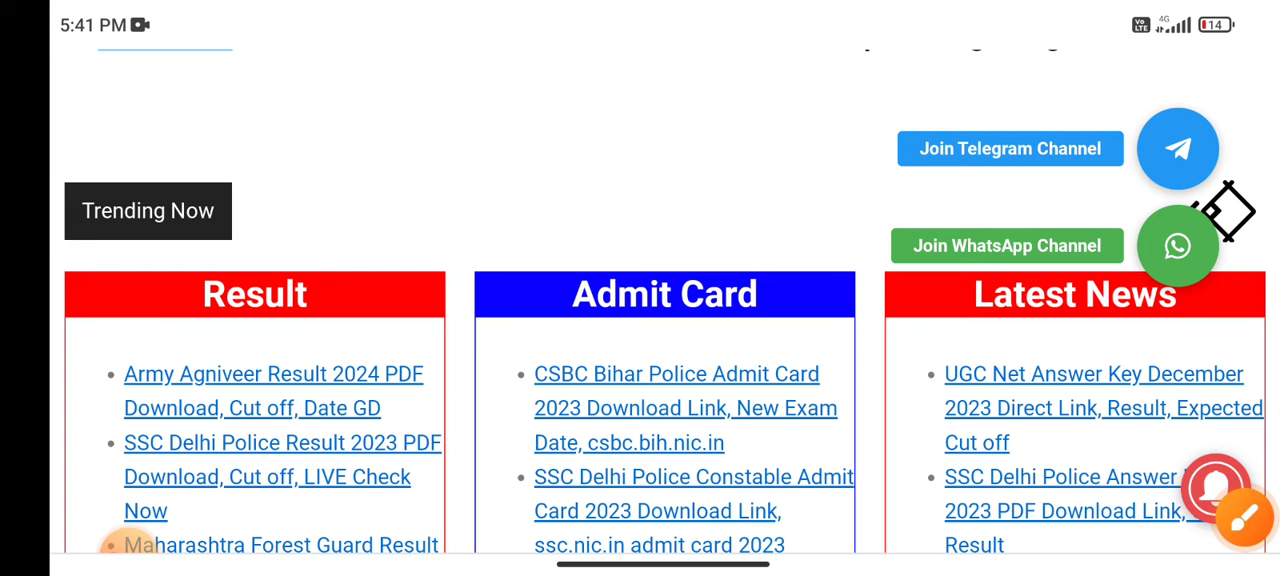 5:41 PM
Vo LTE 4G 14
Join Telegram Channel
Trending Now
Join WhatsApp Channel
Result
Army Agniveer Result 2024 PDF
Download, Cut off, Date GD
SSC Delhi Police Result 2023 PDF
Download, Cut off, LIVE Check
Now
Maharashtra Forest Guard Result
Admit Card
CSBC Bihar Police Admit Card
2023 Download Link, New Exam
Date, csbc.bih.nic.in
SSC Delhi Police Constable Admit
Card 2023 Download Link,
ssc.nic.in admit card 2023
Latest News
UGC Net Answer Key December
2023 Direct Link, Result, Expected
Cut off
SSC Delhi Police Answer
2023 PDF Download Link,
Result